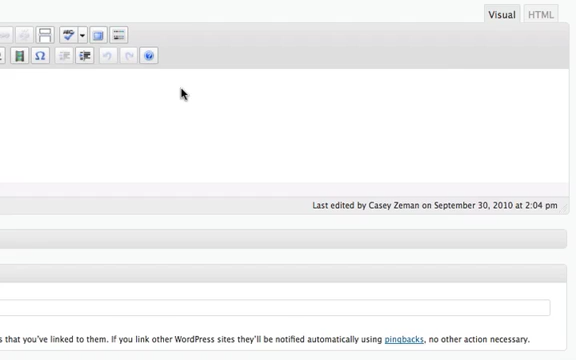 Visual HTML
ABC
Ω
?
Last edited by Casey Zeman on September 30, 2010 at 2:04 pm
s that you've linked to them. If you link other WordPress sites they'll be notified automatically using pingbacks, no other action necessary.